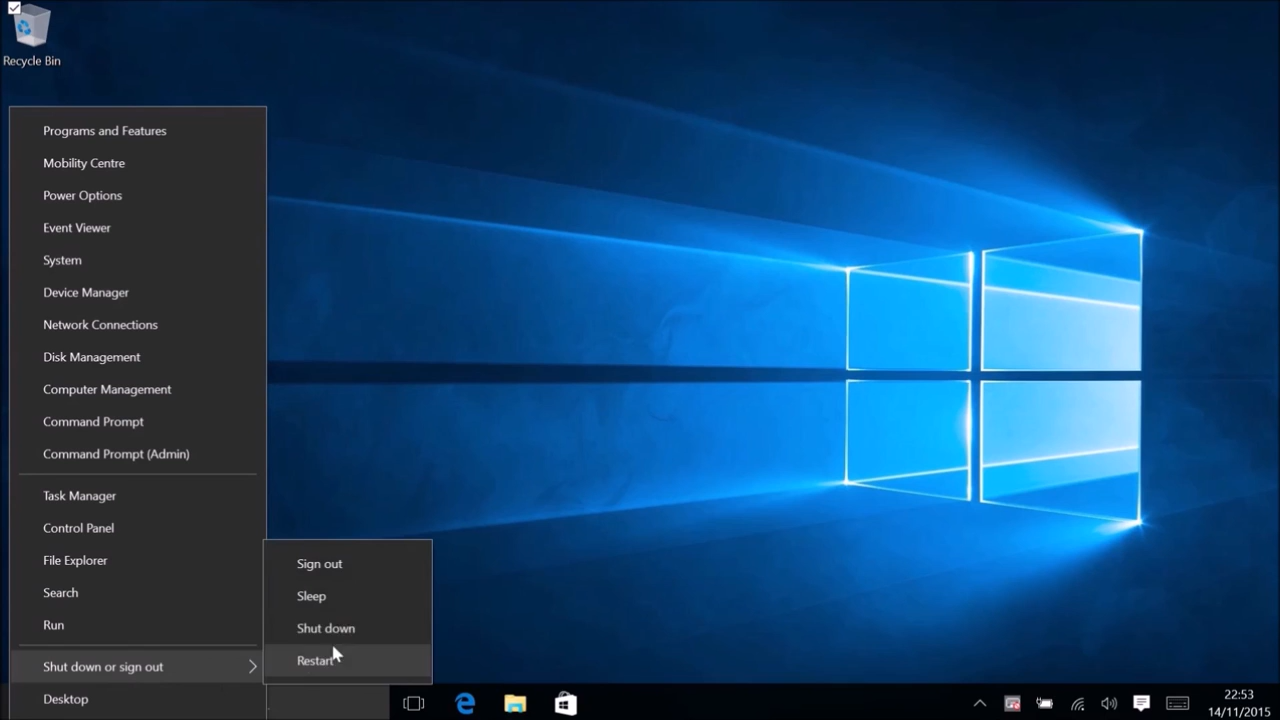 Recycle Bin
Programs and Features
Mobility Centre
Power Options
Event Viewer
System
Device Manager
Network Connections
Disk Management
Computer Management
Command Prompt
Command Prompt (Admin)
Task Manager
Control Panel
File Explorer
Search
Run
Shut down or sign out
Desktop
Sign out
Sleep
Shut down
Restart
22:53
14/11/2015